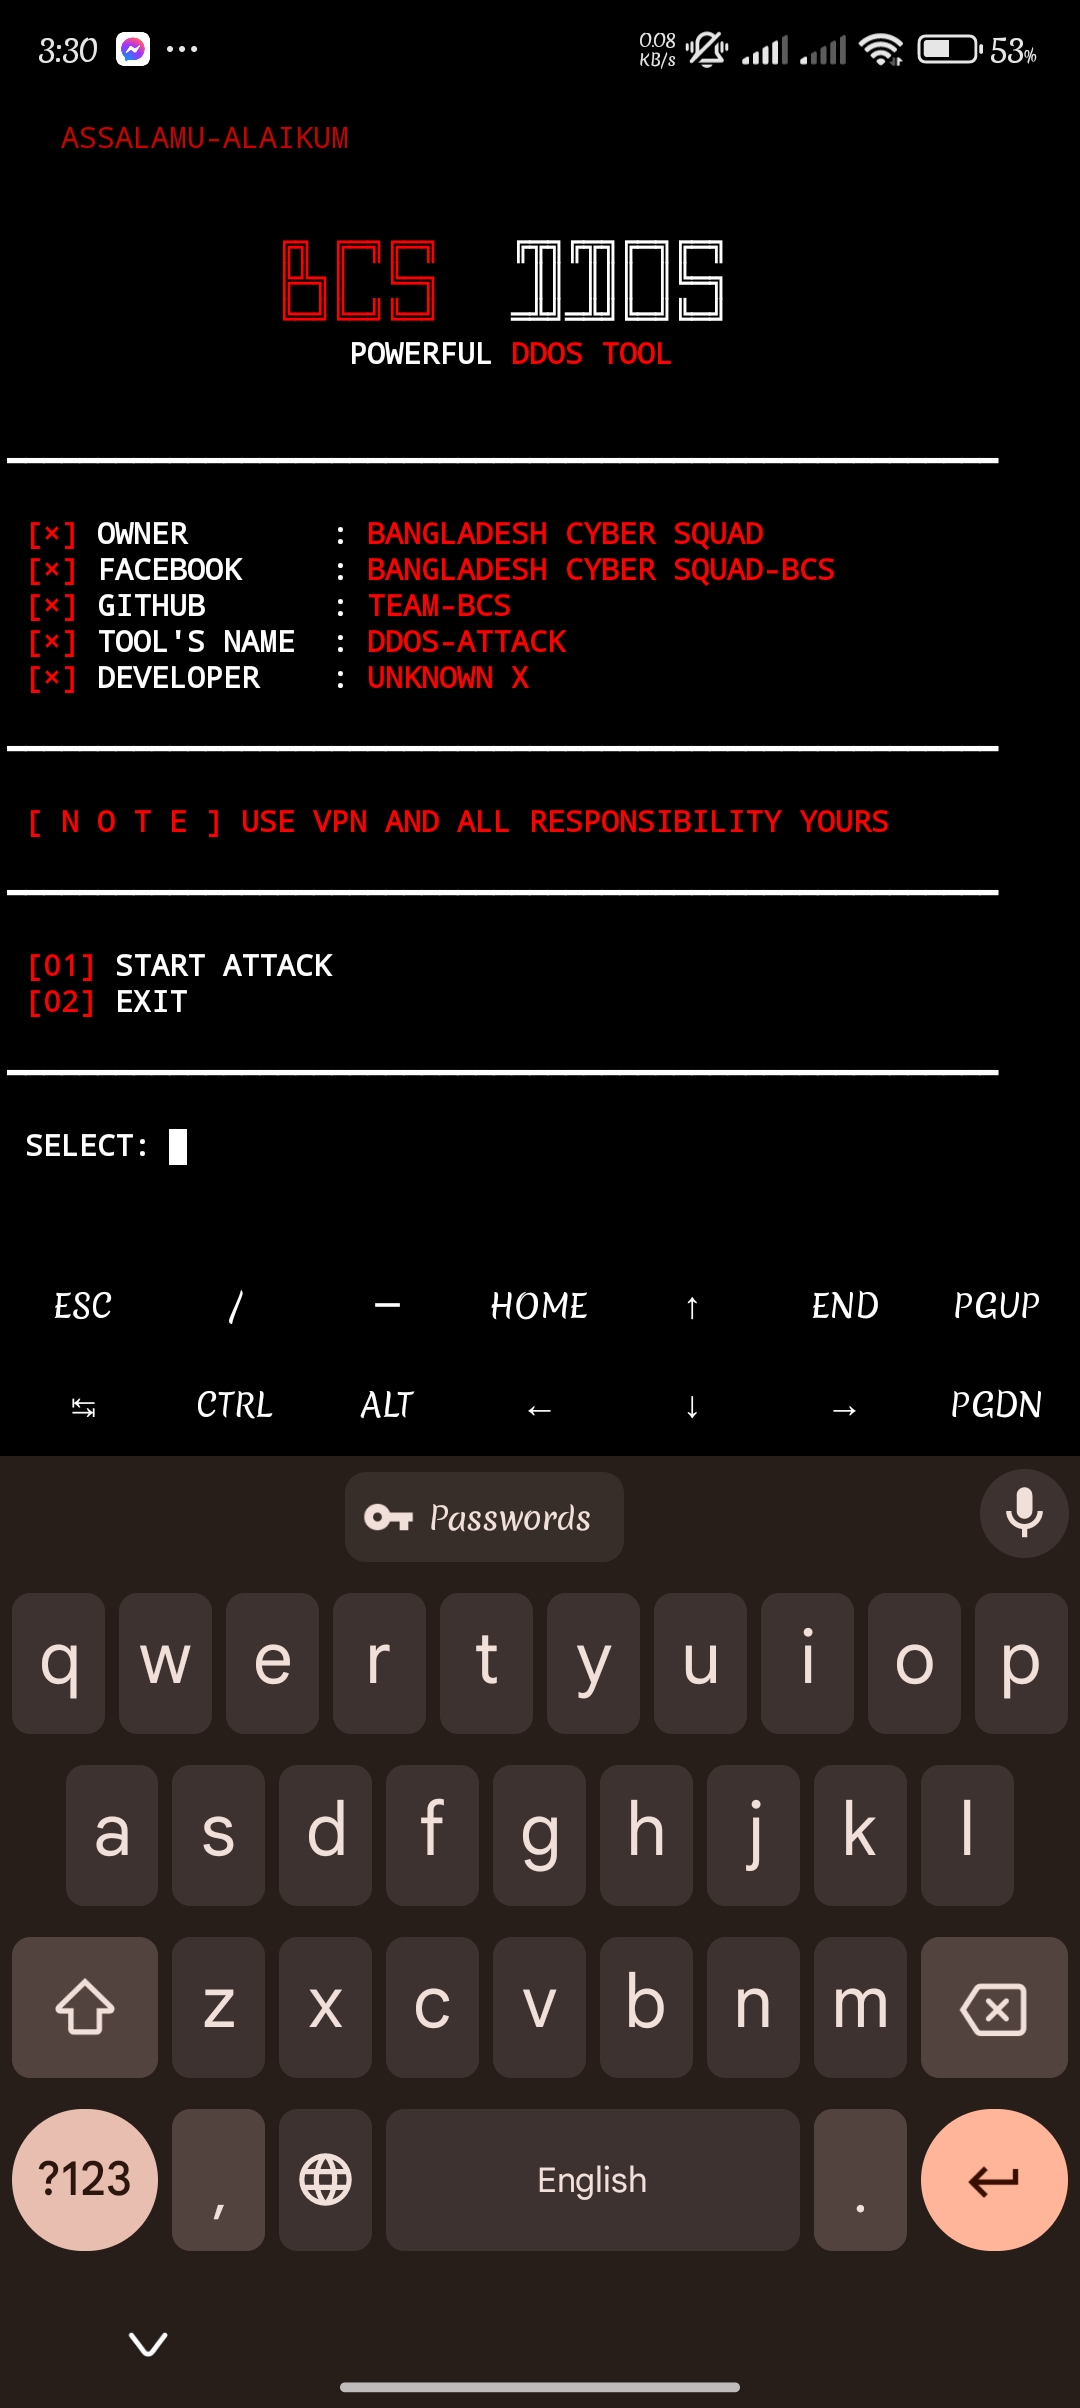 3:30 ... 0.08 KB/s 53%
ASSALAMU-ALAIKUM
BCS DDOS
POWERFUL DDOS TOOL
[×] OWNER : BANGLADESH CYBER SQUAD
[×] FACEBOOK : BANGLADESH CYBER SQUAD-BCS
[×] GITHUB : TEAM-BCS
[×] TOOL'S NAME : DDOS-ATTACK
[×] DEVELOPER : UNKNOWN X
[ N O T E ] USE VPN AND ALL RESPONSIBILITY YOURS
[01] START ATTACK
[02] EXIT
SELECT:
ESC / — HOME ↑ END PGUP
↹ CTRL ALT ← ↓ → PGDN
Passwords
q w e r t y u i o p
a s d f g h j k l
z x c v b n m
?123 , English .